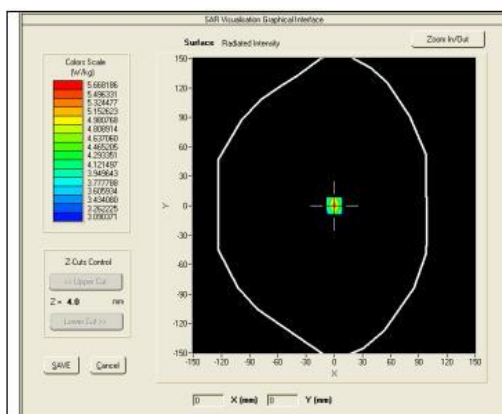 SAR Visualisation Graphical Interface
Surface Radiated Intensity
Zoom In/Out
Colors Scale
(W/kg)
5.668186
5.496331
5.324477
5.152623
4.980768
4.808914
4.637060
4.465205
4.293351
4.121497
3.949643
3.777788
3.605934
3.434080
3.262225
3.090371
Z-Cuts Control
<< Upper Cut
Z = 4.0 mm
Lower Cut >>
SAVE Cancel
150
120
90
60
30
0
-30
-60
-90
-120
-150
Y
-150 -120 -90 -60 -30 0 30 60 90 120 150
X
0 X (mm) 0 Y (mm)